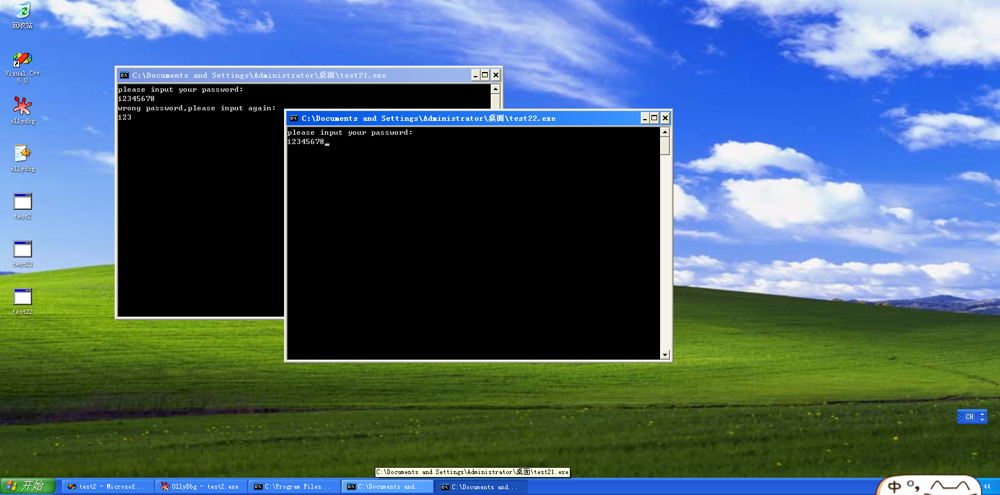 回收站
Visual C++
6.0
ollydbg
ollydbg
test2
test21
test22
C:\Documents and Settings\Administrator\桌面\test21.exe
please input your password:
12345678
wrong password,please input again:
123
C:\Documents and Settings\Administrator\桌面\test22.exe
please input your password:
12345678_
CH
C:\Documents and Settings\Administrator\桌面\test21.exe
开始
test2 - Microsof...
OllyDbg - test2.exe
C:\Program Files...
C:\Documents and...
C:\Documents and...
中
:44